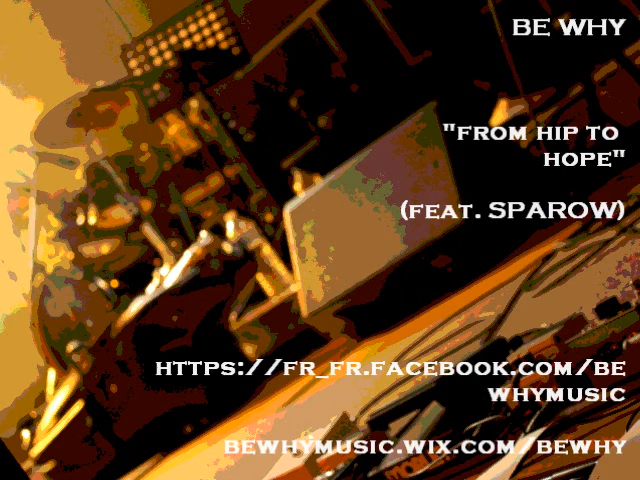 BE WHY
"FROM HIP TO
HOPE"
(FEAT. SPAROW)
HTTPS://FR_FR.FACEBOOK.COM/BE
WHYMUSIC
BEWHYMUSIC.WIX.COM/BEWHY